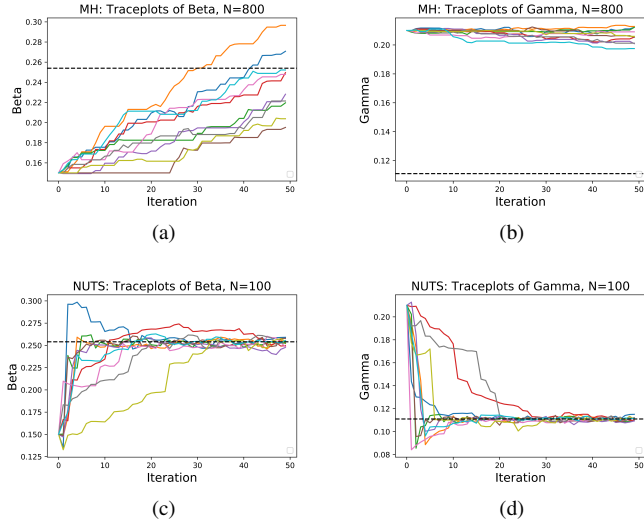 MH: Traceplots of Beta, N=800
0.30
0.28
0.26
0.24
0.22
0.20
0.18
0.16
Beta
0 10 20 30 40 50
Iteration
(a)
MH: Traceplots of Gamma, N=800
0.20
0.18
0.16
0.14
0.12
Gamma
0 10 20 30 40 50
Iteration
(b)
NUTS: Traceplots of Beta, N=100
0.300
0.275
0.250
0.225
0.200
0.175
0.150
0.125
Beta
0 10 20 30 40 50
Iteration
(c)
NUTS: Traceplots of Gamma, N=100
0.20
0.18
0.16
0.14
0.12
0.10
0.08
Gamma
0 10 20 30 40 50
Iteration
(d)